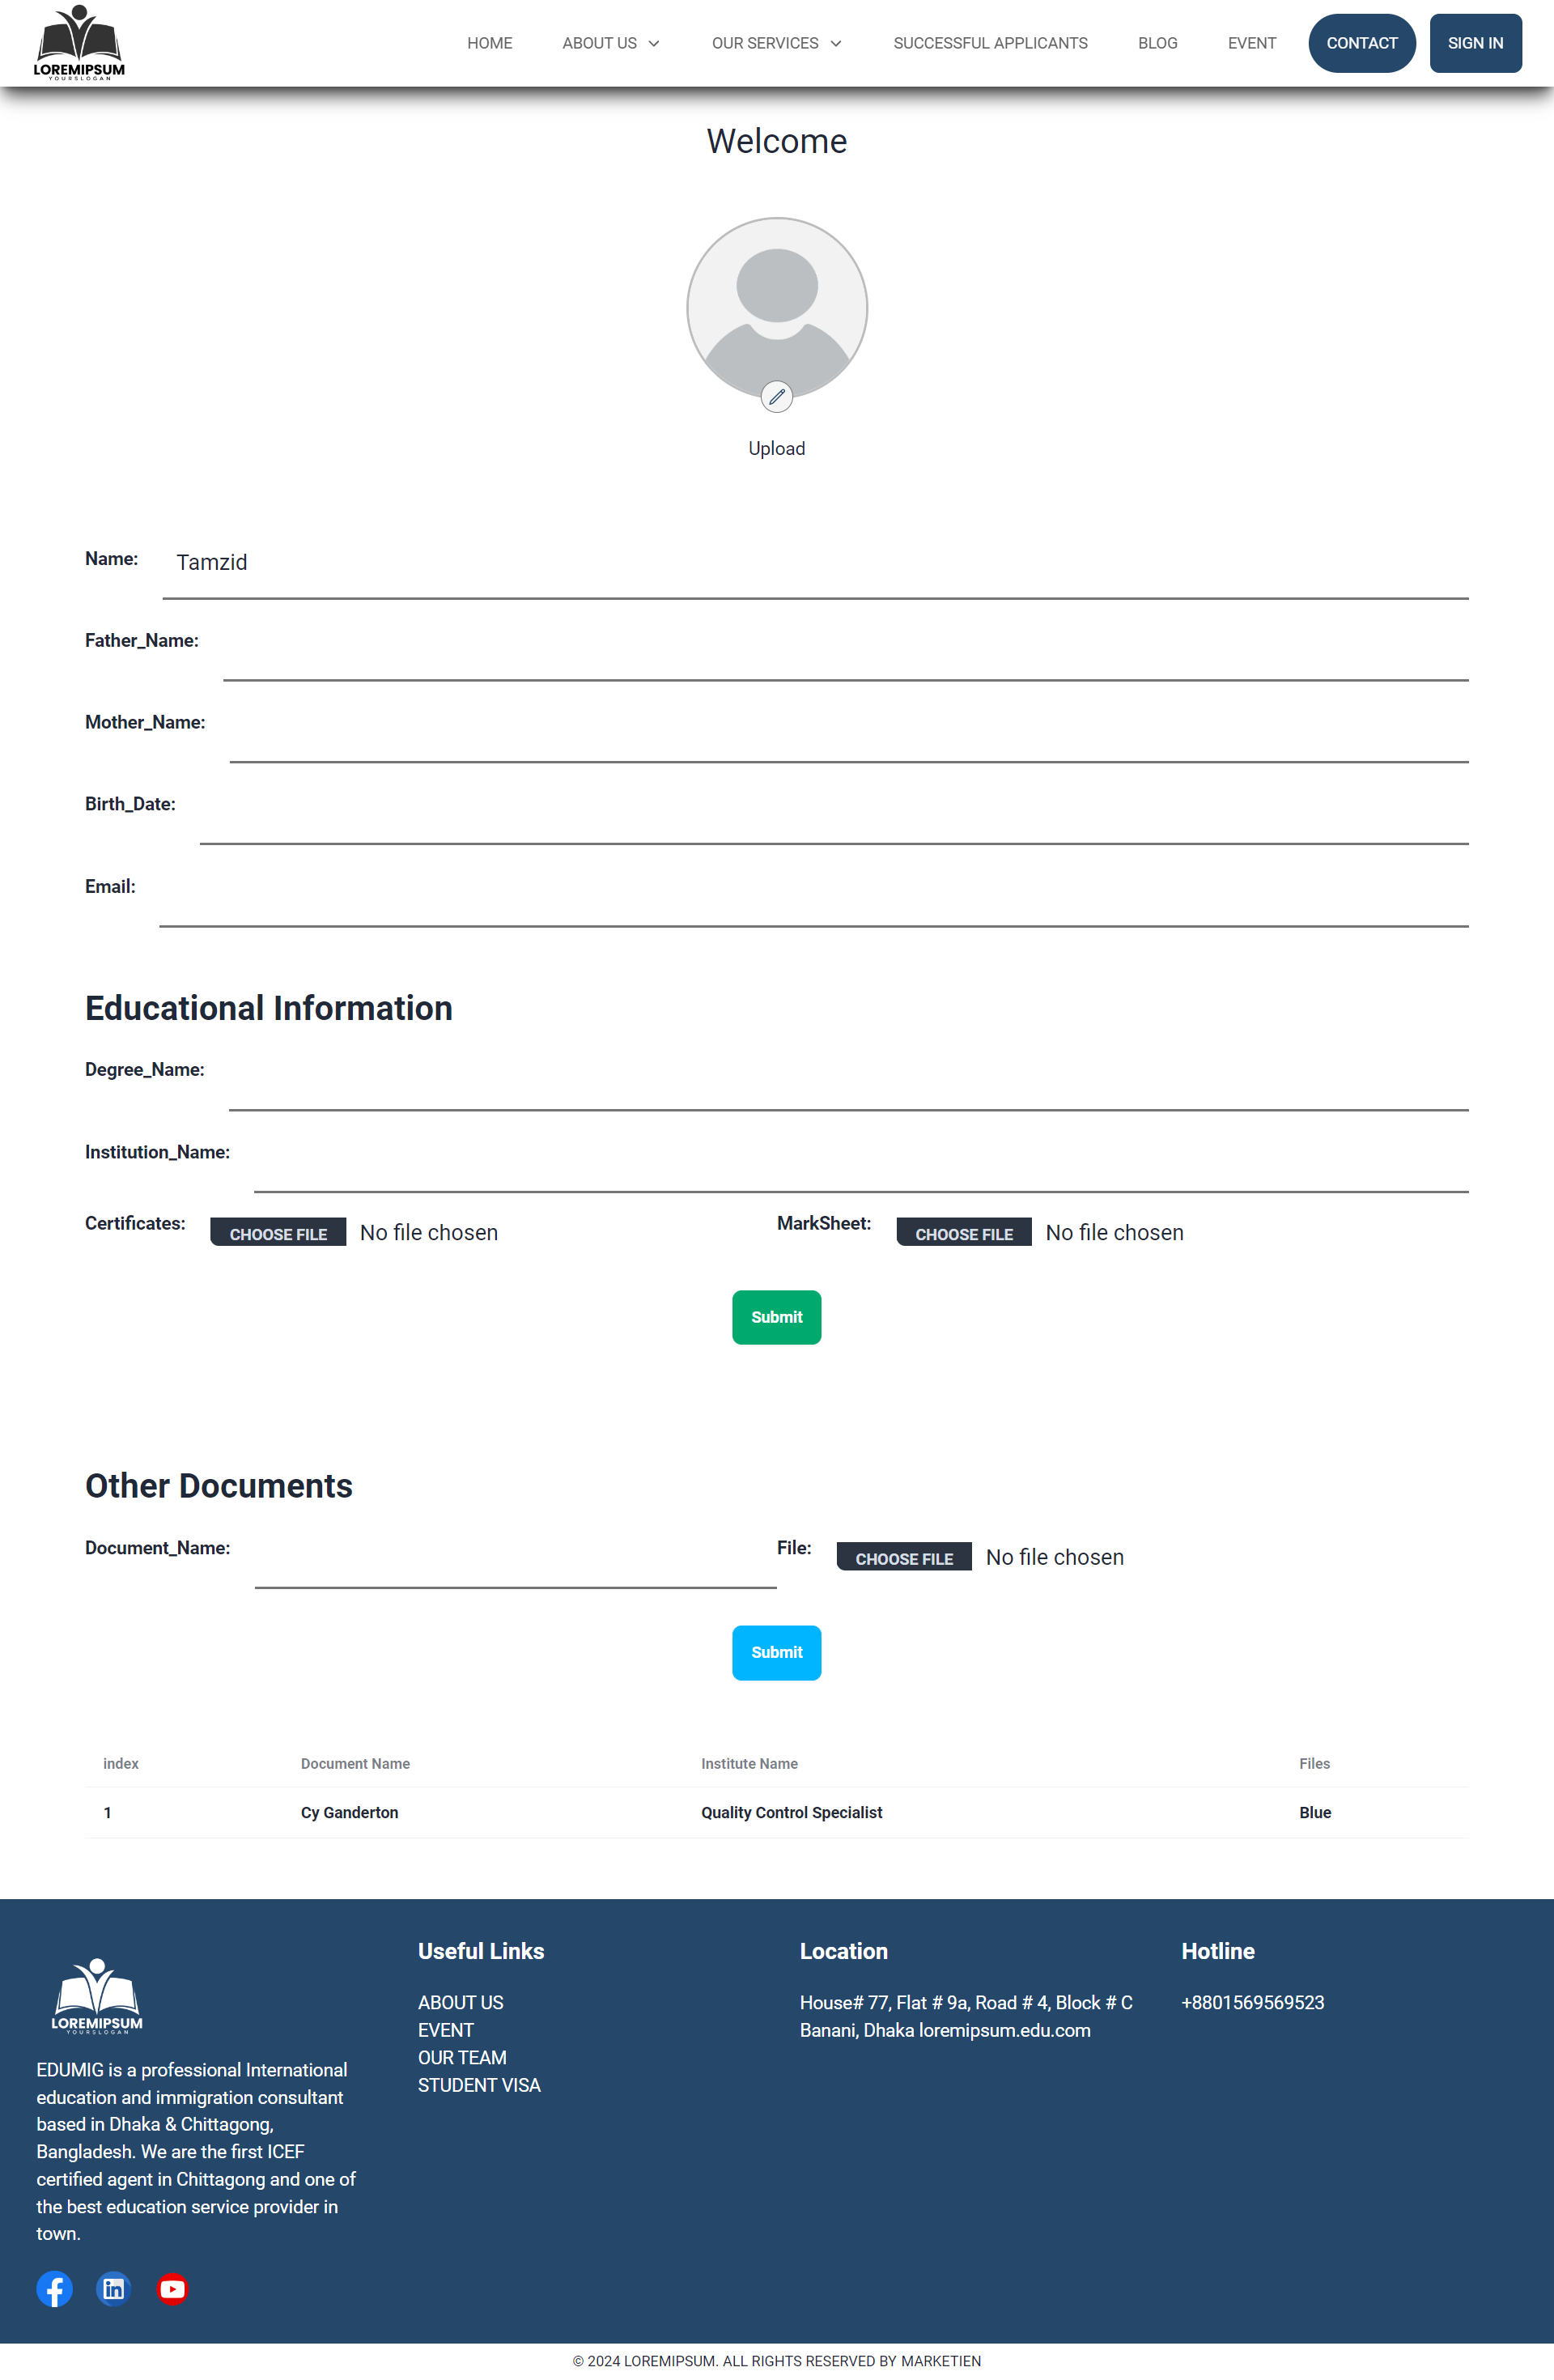 LOREMIPSUM
YOURSLOGAN
HOME ABOUT US OUR SERVICES SUCCESSFUL APPLICANTS BLOG EVENT CONTACT SIGN IN
Welcome
Upload
Name: Tamzid
Father_Name:
Mother_Name:
Birth_Date:
Email:
Educational Information
Degree_Name:
Institution_Name:
Certificates: CHOOSE FILE No file chosen MarkSheet: CHOOSE FILE No file chosen
Submit
Other Documents
Document_Name: File: CHOOSE FILE No file chosen
Submit
index Document Name Institute Name Files
1 Cy Ganderton Quality Control Specialist Blue
LOREMIPSUM
YOURSLOGAN
EDUMIG is a professional International
education and immigration consultant
based in Dhaka & Chittagong,
Bangladesh. We are the first ICEF
certified agent in Chittagong and one of
the best education service provider in
town.
Useful Links
ABOUT US
EVENT
OUR TEAM
STUDENT VISA
Location
House# 77, Flat # 9a, Road # 4, Block # C
Banani, Dhaka loremipsum.edu.com
Hotline
+8801569569523
© 2024 LOREMIPSUM. ALL RIGHTS RESERVED BY MARKETIEN